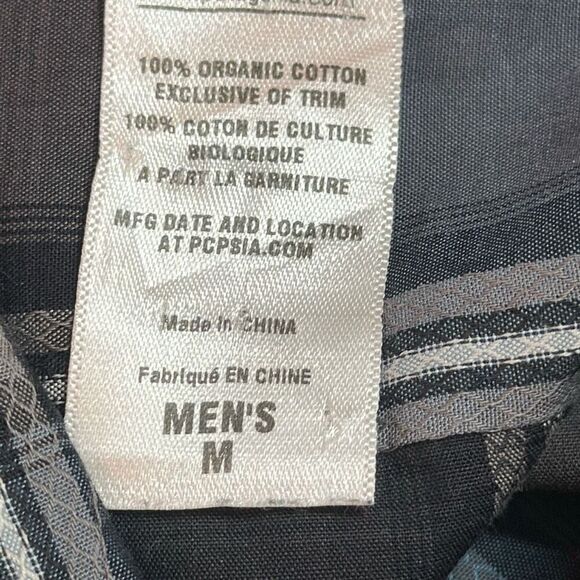 100% ORGANIC COTTON
EXCLUSIVE OF TRIM
100% COTON DE CULTURE
BIOLOGIQUE
A PART LA GARNITURE
MFG DATE AND LOCATION
AT PCPSIA.COM
Made in CHINA
Fabriqué EN CHINE
MEN'S
M